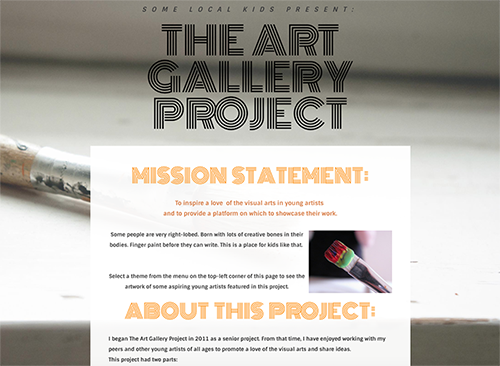 SOME LOCAL KIDS PRESENT:
THE ART
GALLERY
PROJECT
MISSION STATEMENT:
To inspire a love of the visual arts in young artists
and to provide a platform on which to showcase their work.
Some people are very right-lobed. Born with lots of creative bones in their
bodies. Finger paint before they can write. This is a place for kids like that.
Select a theme from the menu on the top-left corner of this page to see the
artwork of some aspiring young artists featured in this project.
ABOUT THIS PROJECT:
I began The Art Gallery Project in 2011 as a senior project. From that time, I have enjoyed working with my
peers and other young artists of all ages to promote a love of the visual arts and share ideas.
This project had two parts: